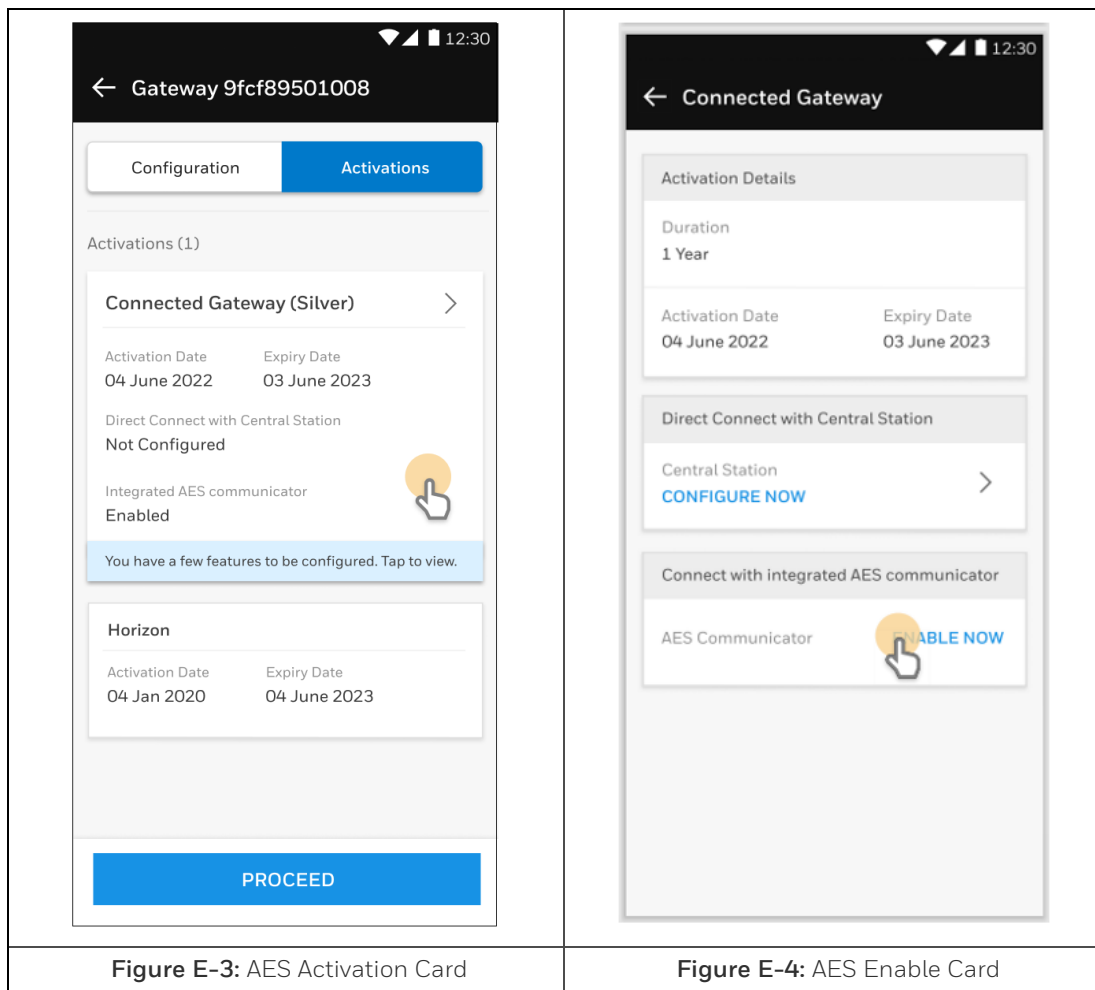 12:30
Gateway 9fcf89501008
Configuration Activations
Activations (1)
Connected Gateway (Silver)
Activation Date Expiry Date
04 June 2022 03 June 2023
Direct Connect with Central Station
Not Configured
Integrated AES communicator
Enabled
You have a few features to be configured. Tap to view.
Horizon
Activation Date Expiry Date
04 Jan 2020 04 June 2023
PROCEED
Figure E-3: AES Activation Card
12:30
Connected Gateway
Activation Details
Duration
1 Year
Activation Date Expiry Date
04 June 2022 03 June 2023
Direct Connect with Central Station
Central Station
CONFIGURE NOW
Connect with integrated AES communicator
AES Communicator ENABLE NOW
Figure E-4: AES Enable Card